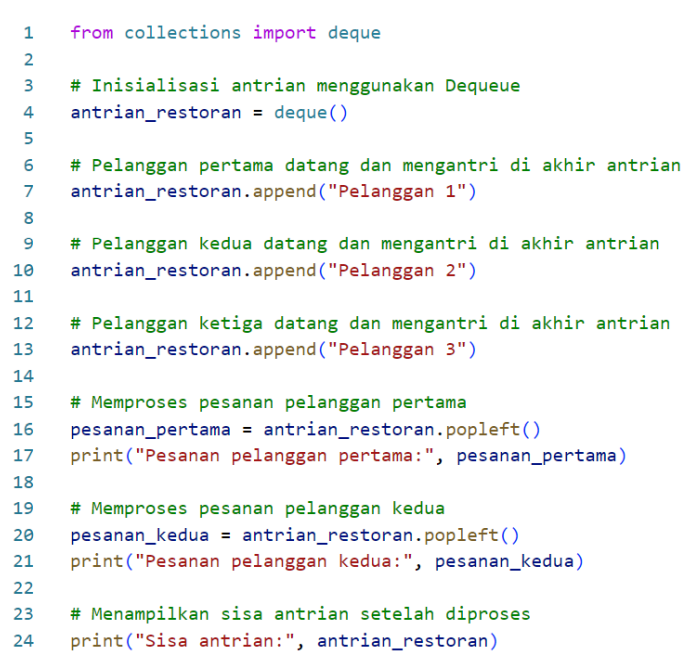 1 from collections import deque
2
3 # Inisialisasi antrian menggunakan Dequeue
4 antrian_restoran = deque()
5
6 # Pelanggan pertama datang dan mengantri di akhir antrian
7 antrian_restoran.append("Pelanggan 1")
8
9 # Pelanggan kedua datang dan mengantri di akhir antrian
10 antrian_restoran.append("Pelanggan 2")
11
12 # Pelanggan ketiga datang dan mengantri di akhir antrian
13 antrian_restoran.append("Pelanggan 3")
14
15 # Memproses pesanan pelanggan pertama
16 pesanan_pertama = antrian_restoran.popleft()
17 print("Pesanan pelanggan pertama:", pesanan_pertama)
18
19 # Memproses pesanan pelanggan kedua
20 pesanan_kedua = antrian_restoran.popleft()
21 print("Pesanan pelanggan kedua:", pesanan_kedua)
22
23 # Menampilkan sisa antrian setelah diproses
24 print("Sisa antrian:", antrian_restoran)